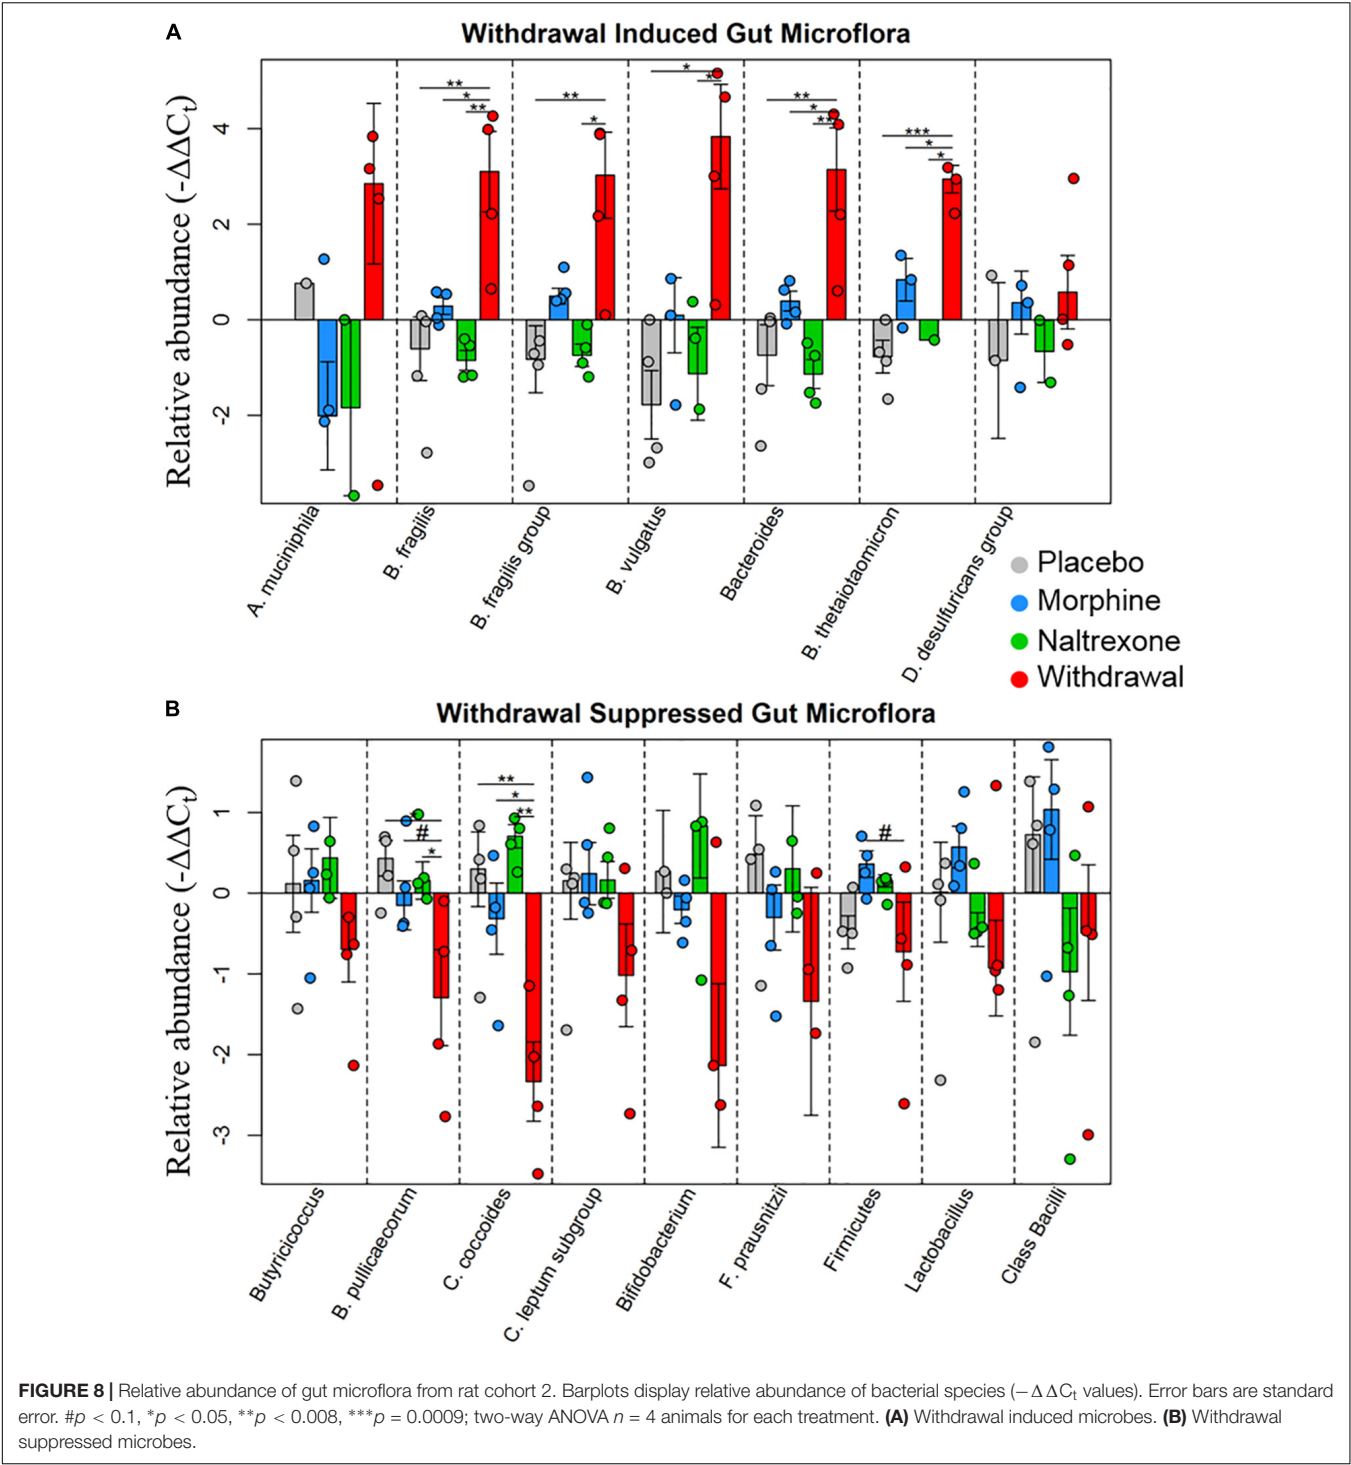 A
Withdrawal Induced Gut Microflora
Relative abundance (-ΔΔCt)
4
2
0
-2
** * **
** *
* *
** * **
*** * *
A. muciniphila
B. fragilis
B. fragilis group
B. vulgatus
Bacteroides
B. thetaiotaomicron
D. desulfuricans group
Placebo
Morphine
Naltrexone
Withdrawal
B
Withdrawal Suppressed Gut Microflora
Relative abundance (-ΔΔCt)
1
0
-1
-2
-3
* # *
** * **
#
Butyricicoccus
B. pullicaecorum
C. coccoides
C. leptum subgroup
Bifidobacterium
F. prausnitzii
Firmicutes
Lactobacillus
Class Bacilli
FIGURE 8 | Relative abundance of gut microflora from rat cohort 2. Barplots display relative abundance of bacterial species (−Δ ΔCt values). Error bars are standard
error. #p < 0.1, *p < 0.05, **p < 0.008, ***p = 0.0009; two-way ANOVA n = 4 animals for each treatment. (A) Withdrawal induced microbes. (B) Withdrawal
suppressed microbes.